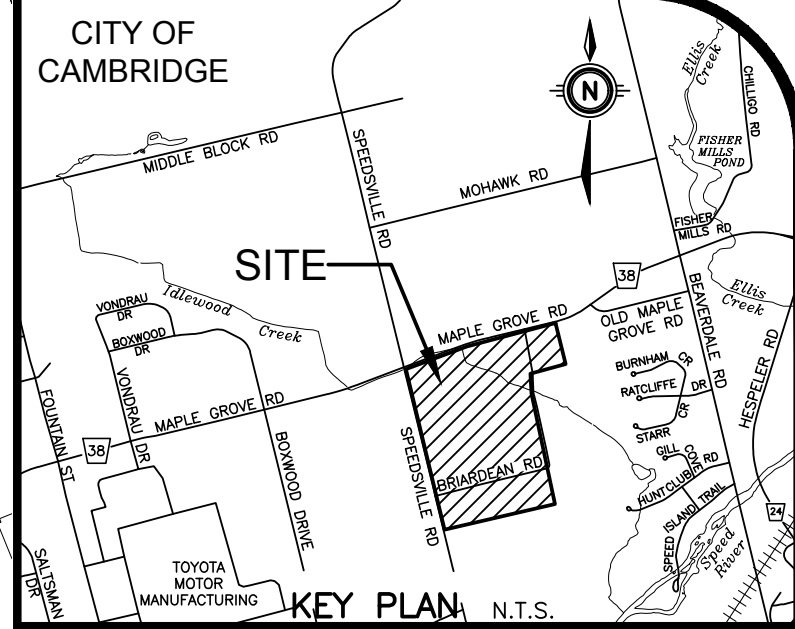 CITY OF
CAMBRIDGE
N
Ellis
Creek
CHILLIGO RD
FISHER
MILLS
POND
MIDDLE BLOCK RD
SPEEDSVILLE RD
MOHAWK RD
FISHER
MILLS RD
SITE
38
Idlewood
Creek
VONDRAU
DR
BOXWOOD
DR
VONDRAU DR
MAPLE GROVE RD
OLD MAPLE
GROVE RD
BEAVERDALE RD
Ellis
Creek
HESPELER RD
BURNHAM CR
RATCLIFFE DR
STARR CR
GILL
COVE
HUNT CLUB RD
SPEED ISLAND TRAIL
Speed
River
24
FOUNTAIN ST
38
MAPLE GROVE RD
BOXWOOD DRIVE
SPEEDSVILLE RD
BRIARDEAN RD
SALTSMAN
DR
TOYOTA
MOTOR
MANUFACTURING
KEY PLAN N.T.S.